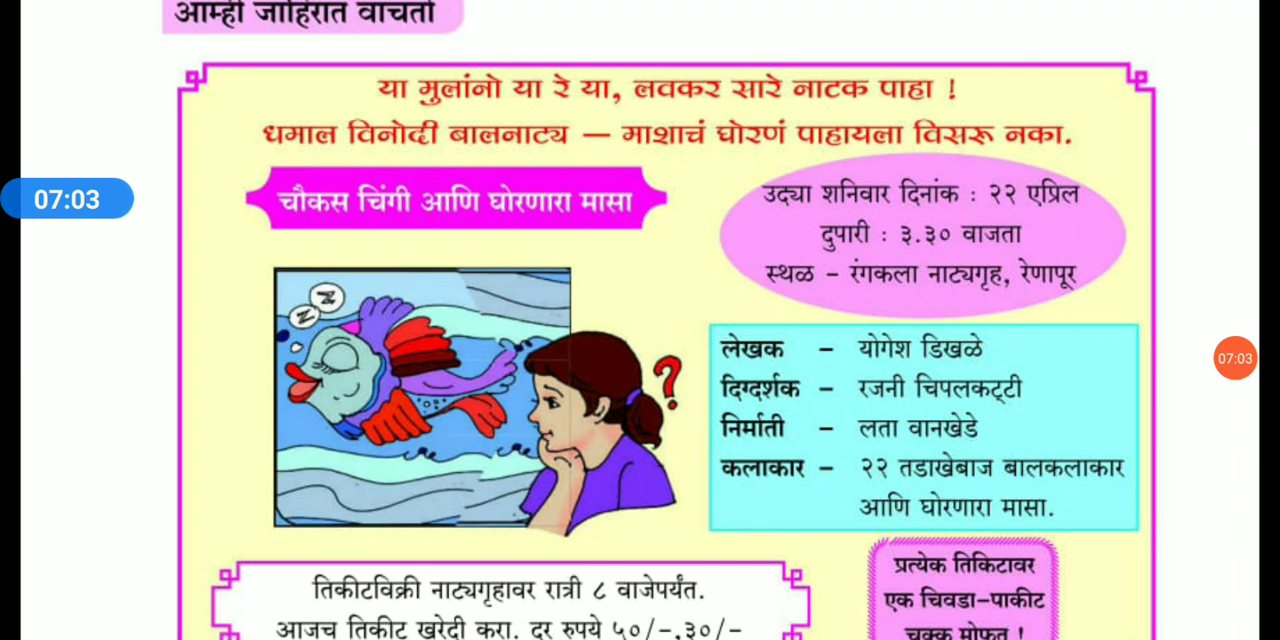 आम्ही जाहिरात वाचतो
या मुलांनो या रे या, लवकर सारे नाटक पाहा !
धमाल विनोदी बालनाट्य – माशाचं घोरणं पाहायला विसरू नका.
07:03
चौकस चिंगी आणि घोरणारा मासा
उद्या शनिवार दिनांक : २२ एप्रिल
दुपारी : ३.३० वाजता
स्थळ - रंगकला नाट्यगृह, रेणापूर
Z
Z
?
लेखक - योगेश डिखळे
दिग्दर्शक - रजनी चिपलकट्टी
निर्माती - लता वानखेडे
कलाकार - २२ तडाखेबाज बालकलाकार
आणि घोरणारा मासा.
07:03
तिकीटविक्री नाट्यगृहावर रात्री ८ वाजेपर्यंत.
आजच तिकीट खरेदी करा. दर रुपये ५०/-,३०/-
प्रत्येक तिकिटावर
एक चिवडा-पाकीट
चक्क मोफत !